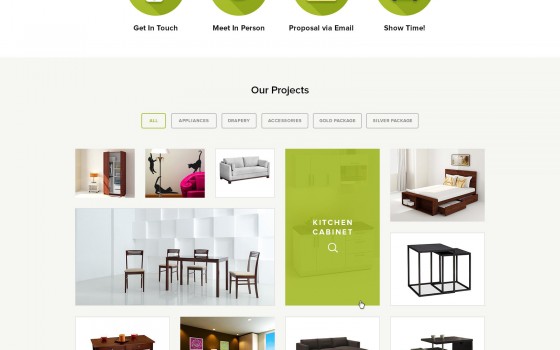 Get In Touch
Meet In Person
Proposal via Email
Show Time!
Our Projects
ALL
APPLIANCES
DRAPERY
ACCESSORIES
GOLD PACKAGE
SILVER PACKAGE
KITCHEN
CABINET